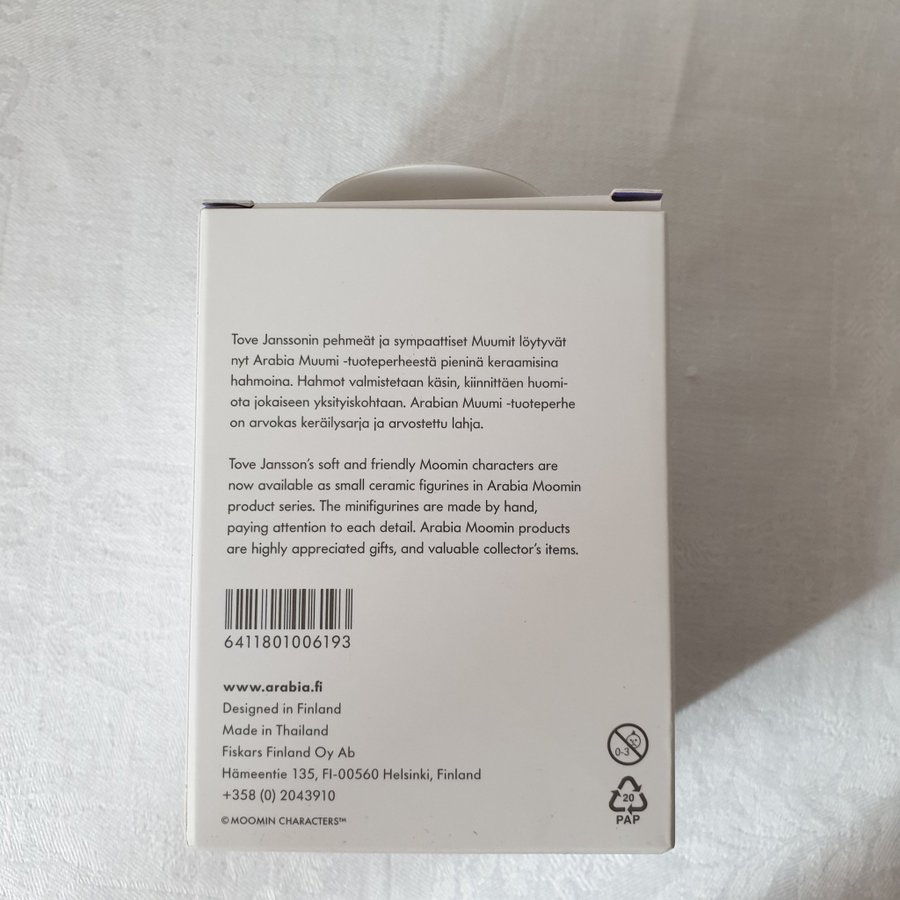 Tove Janssonin pehmeät ja sympaattiset Muumit löytyvät
nyt Arabia Muumi -tuoteperheestä pieninä keraamisina
hahmoina. Hahmot valmistetaan käsin, kiinnittäen huomi-
ota jokaiseen yksityiskohtaan. Arabian Muumi -tuoteperhe
on arvokas keräilysarja ja arvostettu lahja.
Tove Jansson's soft and friendly Moomin characters are
now available as small ceramic figurines in Arabia Moomin
product series. The minifigurines are made by hand,
paying attention to each detail. Arabia Moomin products
are highly appreciated gifts, and valuable collector's items.
6411801006193
www.arabia.fi
Designed in Finland
Made in Thailand
Fiskars Finland Oy Ab
Hämeentie 135, FI-00560 Helsinki, Finland
+358 (0) 2043910
© MOOMIN CHARACTERS™
0-3
20
PAP